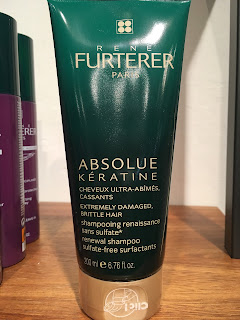 RENE
FURTERER
PARIS
ABSOLUE
KÉRATINE
CHEVEUX ULTRA-ABÎMÉS,
CASSANTS
EXTREMELY DAMAGED,
BRITTLE HAIR
shampooing renaissance
sans sulfate*
renewal shampoo
sulfate-free surfactants
200 ml ℮ 6.76 fl.oz.